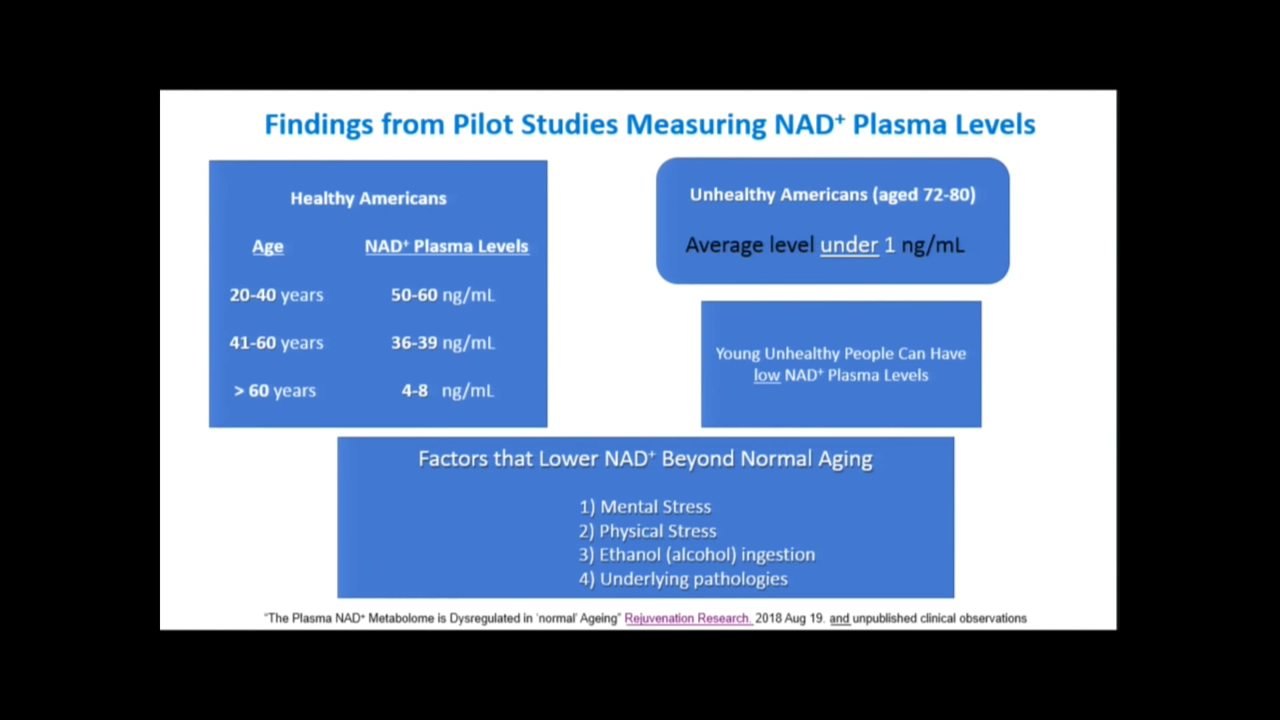 Findings from Pilot Studies Measuring NAD⁺ Plasma Levels
Healthy Americans
Age NAD⁺ Plasma Levels
20-40 years 50-60 ng/mL
41-60 years 36-39 ng/mL
> 60 years 4-8 ng/mL
Unhealthy Americans (aged 72-80)
Average level under 1 ng/mL
Young Unhealthy People Can Have
low NAD⁺ Plasma Levels
Factors that Lower NAD⁺ Beyond Normal Aging
1) Mental Stress
2) Physical Stress
3) Ethanol (alcohol) ingestion
4) Underlying pathologies
"The Plasma NAD⁺ Metabolome is Dysregulated in 'normal' Ageing" Rejuvenation Research. 2018 Aug 19. and unpublished clinical observations